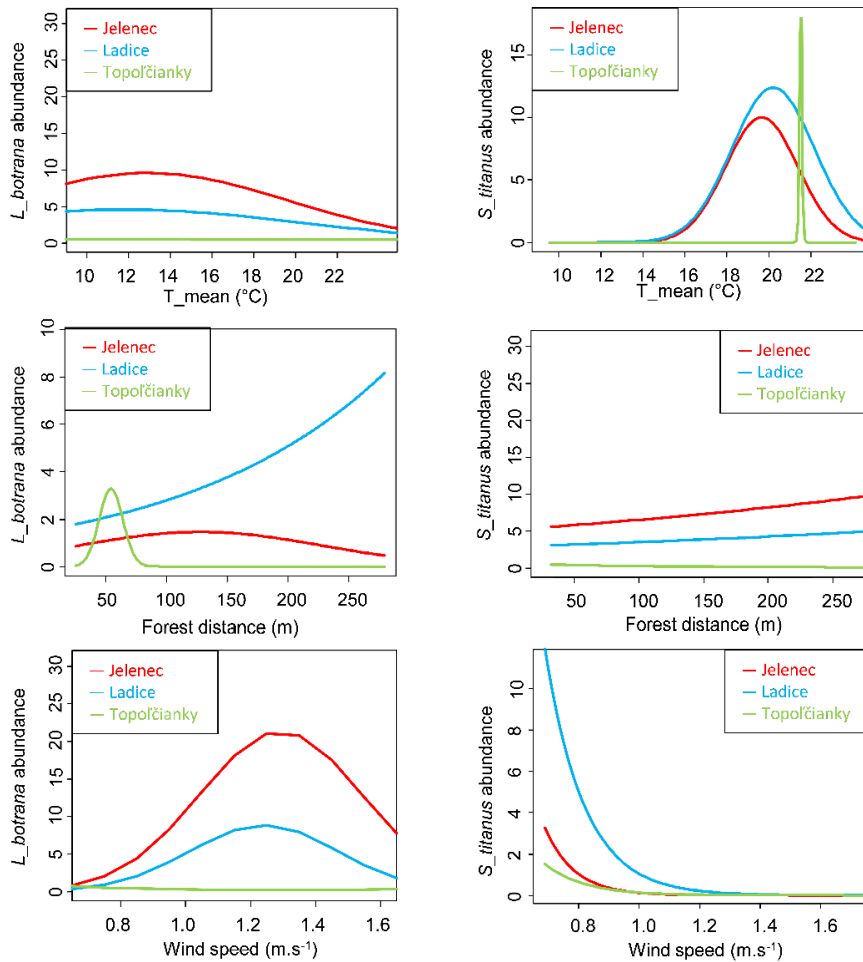 L_botrana abundance
30
25
20
15
10
5
0
Jelenec
Ladice
Topoľčianky
10 12 14 16 18 20 22
T_mean (°C)
S_titanus abundance
15
10
5
0
Jelenec
Ladice
Topoľčianky
10 12 14 16 18 20 22
T_mean (°C)
L_botrana abundance
10
8
6
4
2
0
Jelenec
Ladice
Topoľčianky
50 100 150 200 250
Forest distance (m)
S_titanus abundance
30
25
20
15
10
5
0
Jelenec
Ladice
Topoľčianky
50 100 150 200 250
Forest distance (m)
L_botrana abundance
30
25
20
15
10
5
0
Jelenec
Ladice
Topoľčianky
0.8 1.0 1.2 1.4 1.6
Wind speed (m.s-1)
S_titanus abundance
10
8
6
4
2
0
Jelenec
Ladice
Topoľčianky
0.8 1.0 1.2 1.4 1.6
Wind speed (m.s-1)